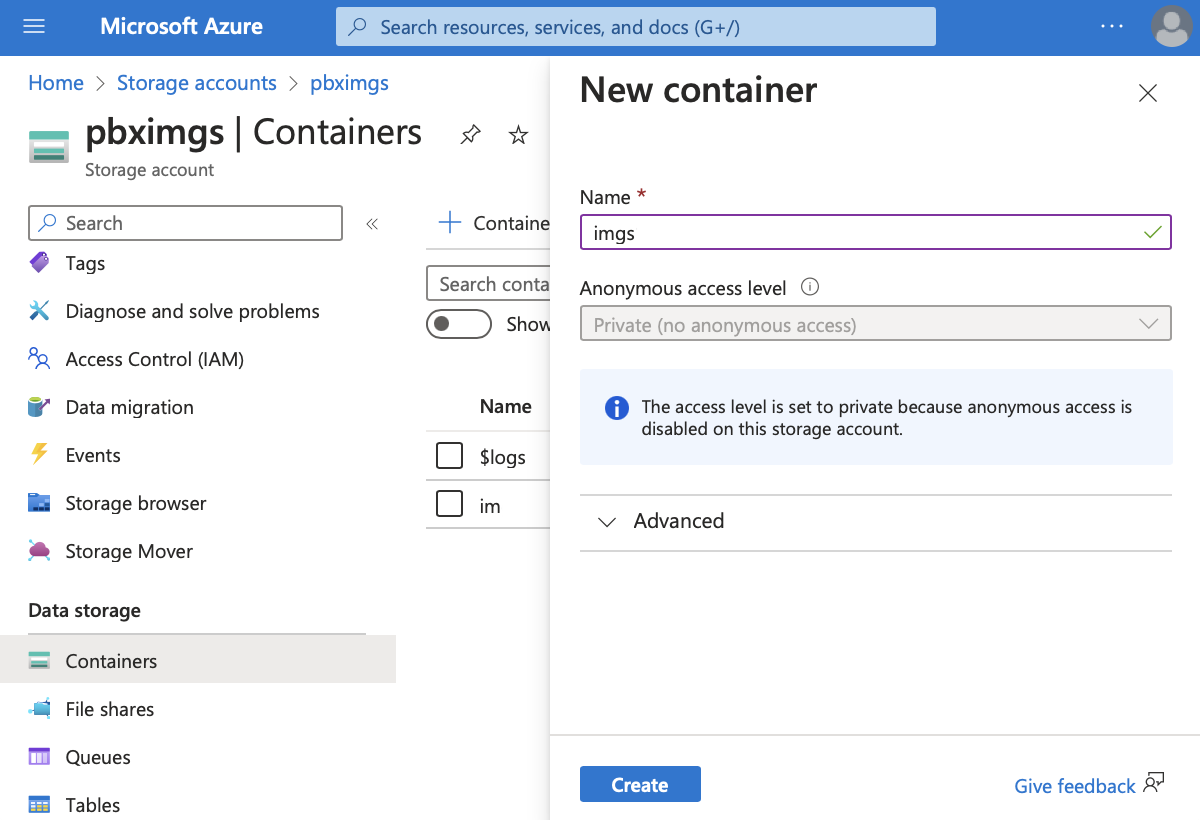 Microsoft Azure
Search resources, services, and docs (G+/)
Home > Storage accounts > pbximgs
pbximgs | Containers
Storage account
Search
Tags
Diagnose and solve problems
Access Control (IAM)
Data migration
Events
Storage browser
Storage Mover
Data storage
Containers
File shares
Queues
Tables
+ Containe
Search conta
Show
Name
$logs
im
New container
Name *
imgs
Anonymous access level
Private (no anonymous access)
The access level is set to private because anonymous access is
disabled on this storage account.
Advanced
Create
Give feedback